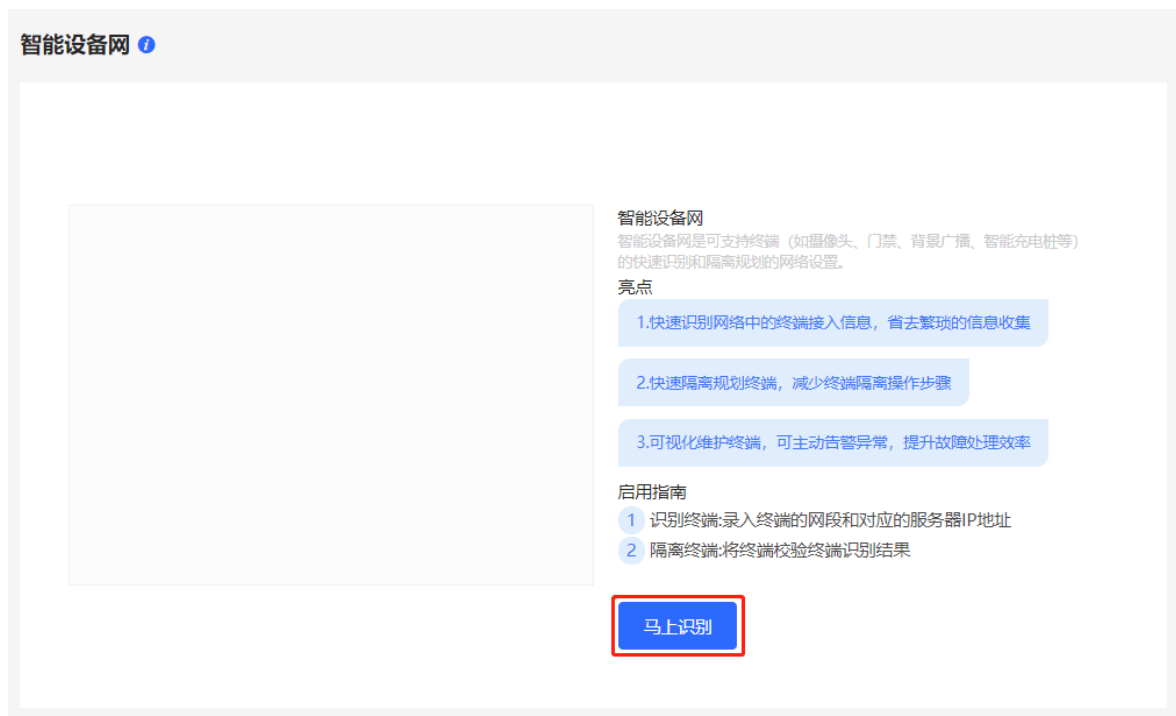 智能设备网 i
智能设备网
智能设备网是可支持终端（如摄像头、门禁、背景广播、智能充电桩等）
的快速识别和隔离规划的网络设置。
亮点
1.快速识别网络中的终端接入信息，省去繁琐的信息收集
2.快速隔离规划终端，减少终端隔离操作步骤
3.可视化维护终端，可主动告警异常，提升故障处理效率
启用指南
1 识别终端:录入终端的网段和对应的服务器IP地址
2 隔离终端:将终端校验终端识别结果
马上识别